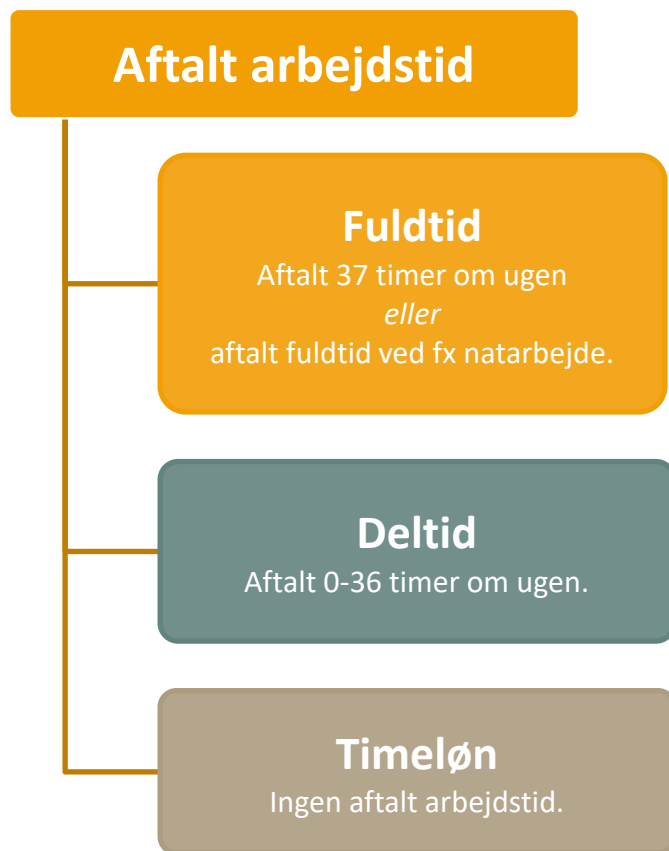 Aftalt arbejdstid
Fuldtid
Aftalt 37 timer om ugen
eller
aftalt fuldtid ved fx natarbejde.
Deltid
Aftalt 0-36 timer om ugen.
Timeløn
Ingen aftalt arbejdstid.